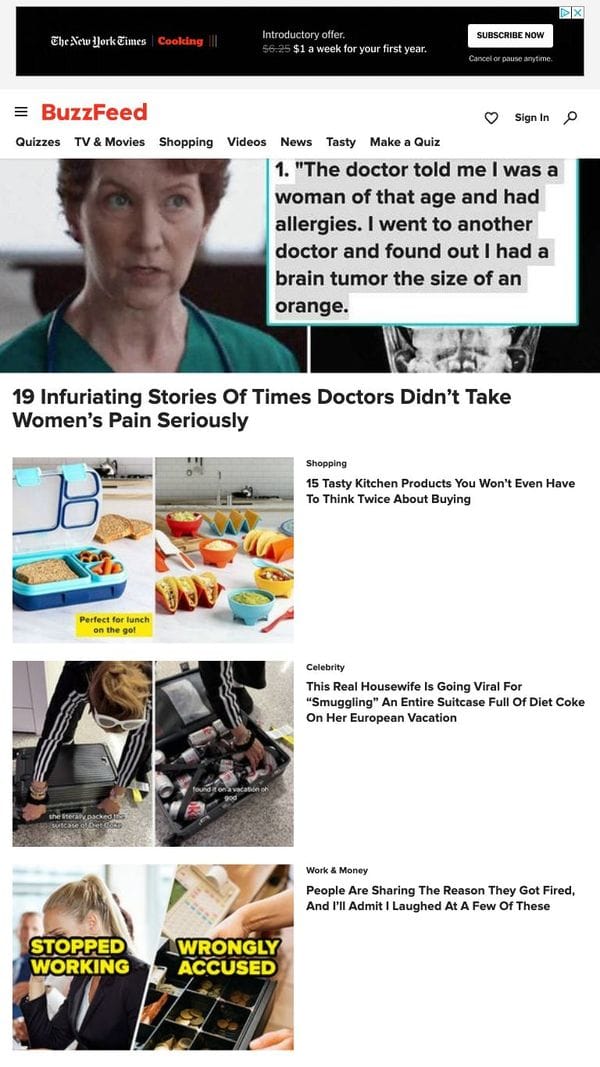 The New York Times | Cooking
Introductory offer.
$6.25 $1 a week for your first year.
SUBSCRIBE NOW
Cancel or pause anytime.
BuzzFeed
Sign In
Quizzes TV & Movies Shopping Videos News Tasty Make a Quiz
1. "The doctor told me I was a
woman of that age and had
allergies. I went to another
doctor and found out I had a
brain tumor the size of an
orange.
19 Infuriating Stories Of Times Doctors Didn't Take
Women's Pain Seriously
Perfect for lunch
on the go!
Shopping
15 Tasty Kitchen Products You Won't Even Have
To Think Twice About Buying
she literally packed the
suitcase of Diet Coke
found it on a vacation oh
god
Celebrity
This Real Housewife Is Going Viral For
“Smuggling” An Entire Suitcase Full Of Diet Coke
On Her European Vacation
STOPPED
WORKING
WRONGLY
ACCUSED
Work & Money
People Are Sharing The Reason They Got Fired,
And I'll Admit I Laughed At A Few Of These